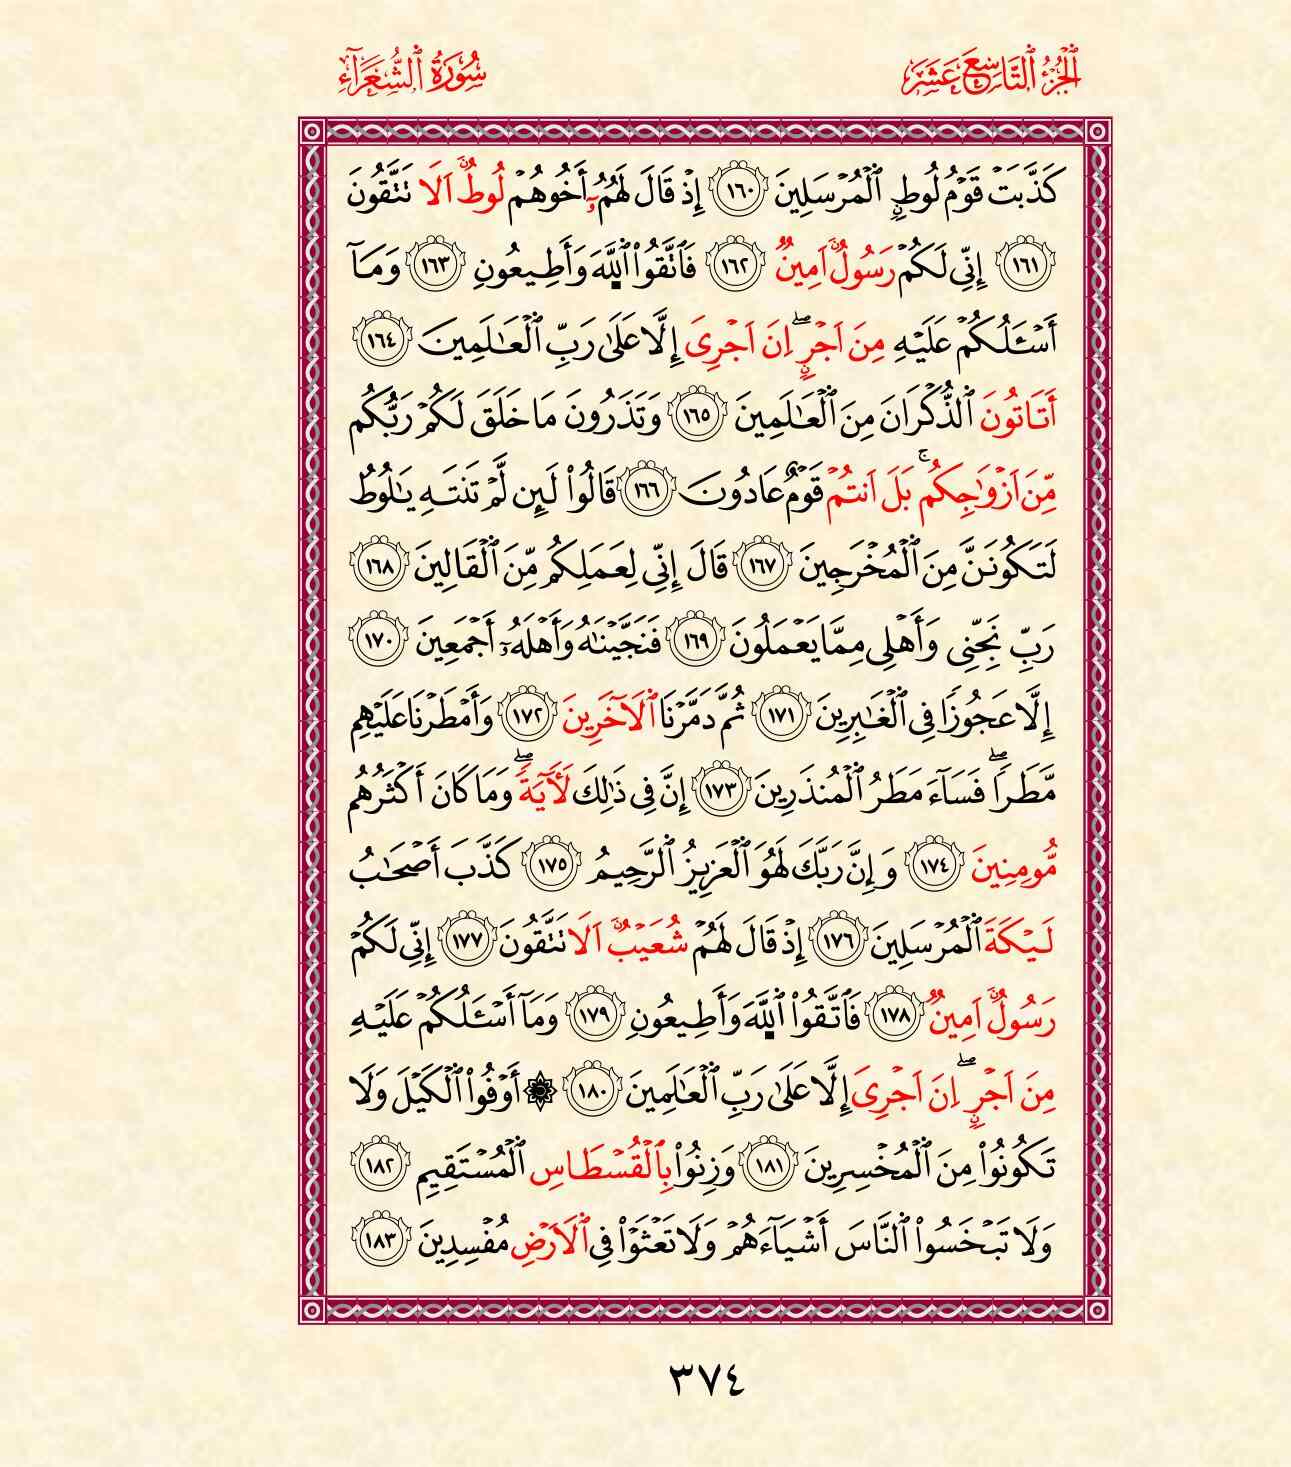 ٱلْجُزْءُ ٱلتَّاسِعَ عَشَرَ
سُورَةُ ٱلشُّعَرَآءِ
كَذَّبَتْ قَوْمُ لُوطٍ ٱلْمُرْسَلِينَ ١٦٠ إِذْ قَالَ لَهُمُۥٓ أَخُوهُمْ لُوطٌ اَلَا تَتَّقُونَ
١٦١ إِنِّى لَكُمْ رَسُولٌ اَمِينٌ ١٦٢ فَٱتَّقُوا۟ ٱللَّهَ وَأَطِيعُونِ ١٦٣ وَمَآ
أَسْـَٔلُكُمْ عَلَيْهِ مِنَ اَجْرٍ ۖ اِنَ اَجْرِىَ إِلَّا عَلَىٰ رَبِّ ٱلْعَـٰلَمِينَ ١٦٤
أَتَاتُونَ ٱلذُّكْرَانَ مِنَ ٱلْعَـٰلَمِينَ ١٦٥ وَتَذَرُونَ مَا خَلَقَ لَكُمْ رَبُّكُم
مِّنَ اَزْوَٰجِكُم ۚ بَلَ اَنتُمْ قَوْمٌ عَادُونَ ١٦٦ قَالُوا۟ لَئِن لَّمْ تَنتَهِ يَـٰلُوطُ
لَتَكُونَنَّ مِنَ ٱلْمُخْرَجِينَ ١٦٧ قَالَ إِنِّى لِعَمَلِكُم مِّنَ ٱلْقَالِينَ ١٦٨
رَبِّ نَجِّنِى وَأَهْلِى مِمَّا يَعْمَلُونَ ١٦٩ فَنَجَّيْنَـٰهُ وَأَهْلَهُۥٓ أَجْمَعِينَ ١٧٠
إِلَّا عَجُوزًا فِى ٱلْغَـٰبِرِينَ ١٧١ ثُمَّ دَمَّرْنَا ٱلَاَخَرِينَ ١٧٢ وَأَمْطَرْنَا عَلَيْهِم
مَّطَرًا ۖ فَسَآءَ مَطَرُ ٱلْمُنذَرِينَ ١٧٣ إِنَّ فِى ذَٰلِكَ لَـَٔايَةً ۖ وَمَا كَانَ أَكْثَرُهُم
مُّومِنِينَ ١٧٤ وَإِنَّ رَبَّكَ لَهُوَ ٱلْعَزِيزُ ٱلرَّحِيمُ ١٧٥ كَذَّبَ أَصْحَـٰبُ
لَيْكَةَ ٱلْمُرْسَلِينَ ١٧٦ إِذْ قَالَ لَهُمْ شُعَيْبٌ اَلَا تَتَّقُونَ ١٧٧ إِنِّى لَكُمْ
رَسُولٌ اَمِينٌ ١٧٨ فَٱتَّقُوا۟ ٱللَّهَ وَأَطِيعُونِ ١٧٩ وَمَآ أَسْـَٔلُكُمْ عَلَيْهِ
مِنَ اَجْرٍ ۖ اِنَ اَجْرِىَ إِلَّا عَلَىٰ رَبِّ ٱلْعَـٰلَمِينَ ١٨٠ ۞ أَوْفُوا۟ ٱلْكَيْلَ وَلَا
تَكُونُوا۟ مِنَ ٱلْمُخْسِرِينَ ١٨١ وَزِنُوا۟ بِٱلْقُسْطَاسِ ٱلْمُسْتَقِيمِ ١٨٢
وَلَا تَبْخَسُوا۟ ٱلنَّاسَ أَشْيَآءَهُمْ وَلَا تَعْثَوْا۟ فِى ٱلَارْضِ مُفْسِدِينَ ١٨٣
٣٧٤